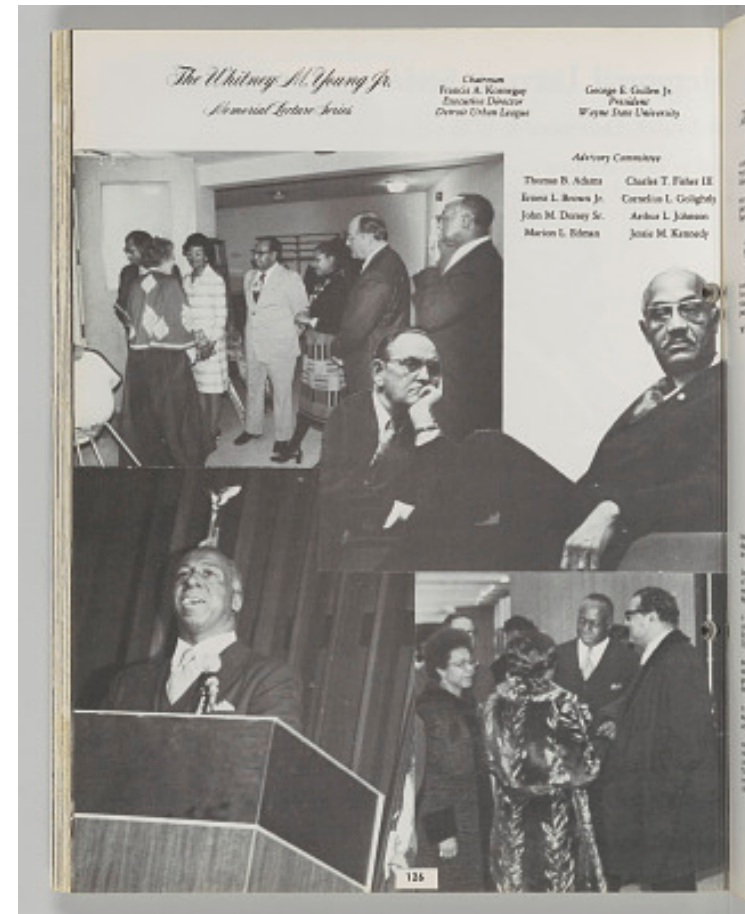 The Whitney M. Young Jr.
Memorial Lecture Series
Chairman
Francis A. Kornegay
Executive Director
Detroit Urban League
George E. Gullen Jr.
President
Wayne State University
Advisory Committee
Thomas B. Adams
Ernest L. Brown Jr.
John M. Dorsey Sr.
Marion L. Edman
Charles T. Fisher III
Cornelius L. Golightly
Arthur L. Johnson
Jessie M. Kennedy
126